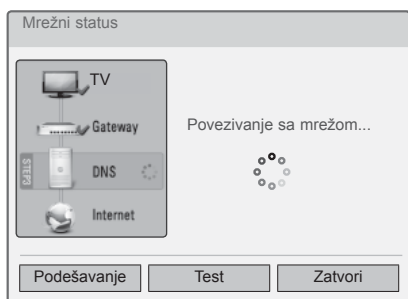 Mrežni status
TV
Gateway
STEP3
DNS
Internet
Povezivanje sa mrežom...
Podešavanje
Test
Zatvori